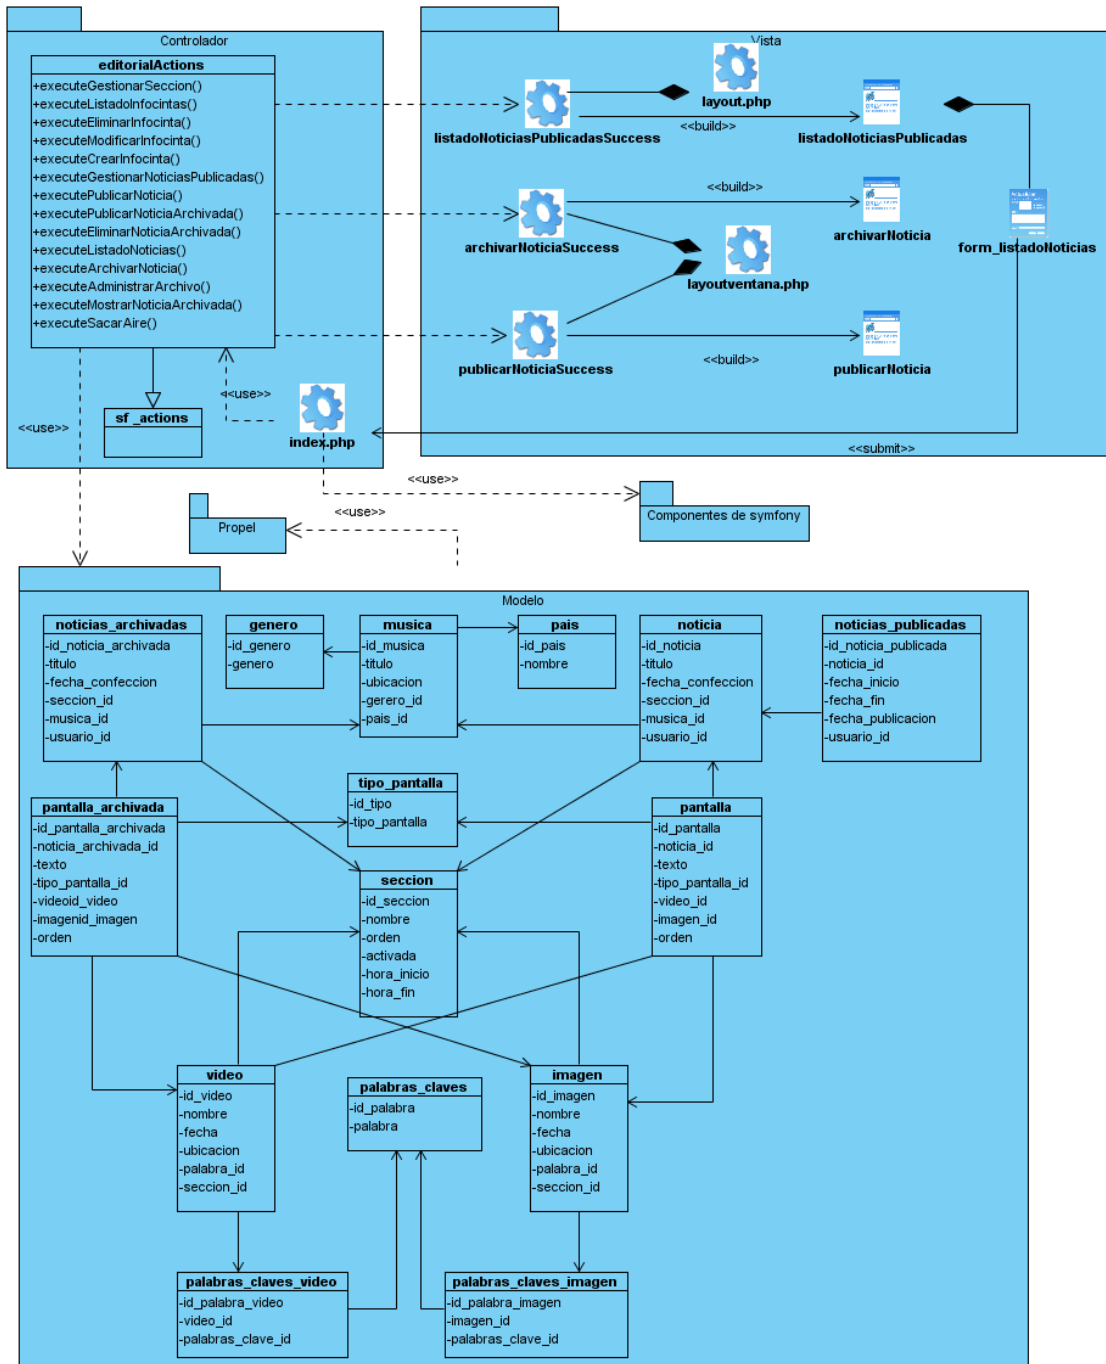 Controlador
editorialActions
+executeGestionarSeccion()
+executeListadoInfocintas()
+executeEliminarInfocinta()
+executeModificarInfocinta()
+executeCrearInfocinta()
+executeGestionarNoticiasPublicadas()
+executePublicarNoticia()
+executePublicarNoticiaArchivada()
+executeEliminarNoticiaArchivada()
+executeListadoNoticias()
+executeArchivarNoticia()
+executeAdministrarArchivo()
+executeMostrarNoticiaArchivada()
+executeSacarAire()
<<use>>
<<use>>
sf_actions
index.php
Vista
layout.php
listadoNoticiasPublicadasSuccess
<<build>>
listadoNoticiasPublicadas
<<build>>
archivarNoticiaSuccess
archivarNoticia
form_listadoNoticias
layoutventana.php
publicarNoticiaSuccess
<<build>>
publicarNoticia
<<submit>>
<<use>>
Componentes de symfony
<<use>>
Propel
Modelo
noticias_archivadas
-id_noticia_archivada
-titulo
-fecha_confeccion
-seccion_id
-musica_id
-usuario_id
genero
-id_genero
-genero
musica
-id_musica
-titulo
-ubicacion
-gerero_id
-pais_id
pais
-id_pais
-nombre
noticia
-id_noticia
-titulo
-fecha_confeccion
-seccion_id
-musica_id
-usuario_id
noticias_publicadas
-id_noticia_publicada
-noticia_id
-fecha_inicio
-fecha_fin
-fecha_publicacion
-usuario_id
pantalla_archivada
-id_pantalla_archivada
-noticia_archivada_id
-texto
-tipo_pantalla_id
-videoid_video
-imagenid_imagen
-orden
tipo_pantalla
-id_tipo
-tipo_pantalla
pantalla
-id_pantalla
-noticia_id
-texto
-tipo_pantalla_id
-video_id
-imagen_id
-orden
seccion
-id_seccion
-nombre
-orden
-activada
-hora_inicio
-hora_fin
video
-id_video
-nombre
-fecha
-ubicacion
-palabra_id
-seccion_id
palabras_claves
-id_palabra
-palabra
imagen
-id_imagen
-nombre
-fecha
-ubicacion
-palabra_id
-seccion_id
palabras_claves_video
-id_palabra_video
-video_id
-palabras_clave_id
palabras_claves_imagen
-id_palabra_imagen
-imagen_id
-palabras_clave_id